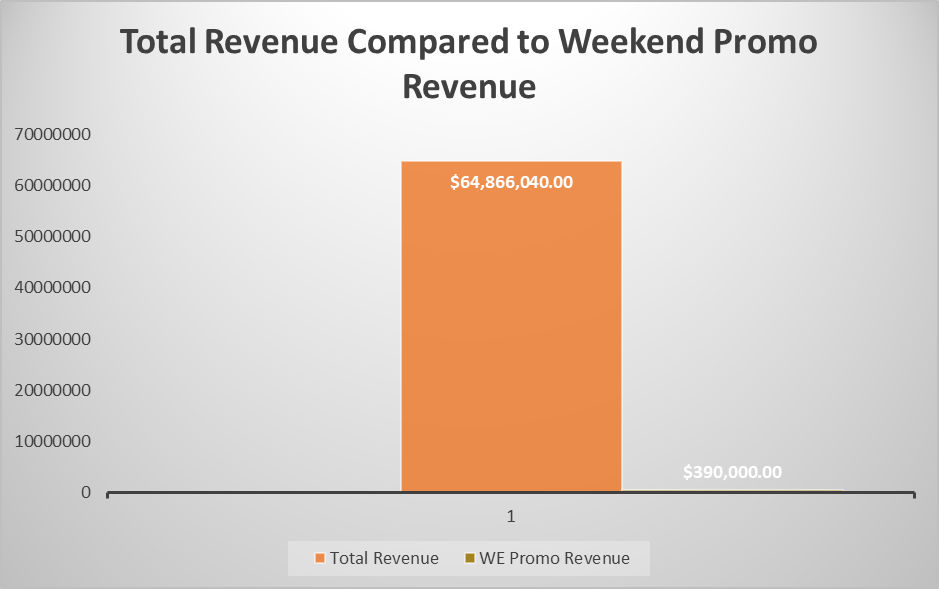 Total Revenue Compared to Weekend Promo
Revenue
70000000
60000000
50000000
40000000
30000000
20000000
10000000
0
$64,866,040.00
$390,000.00
1
Total Revenue
WE Promo Revenue